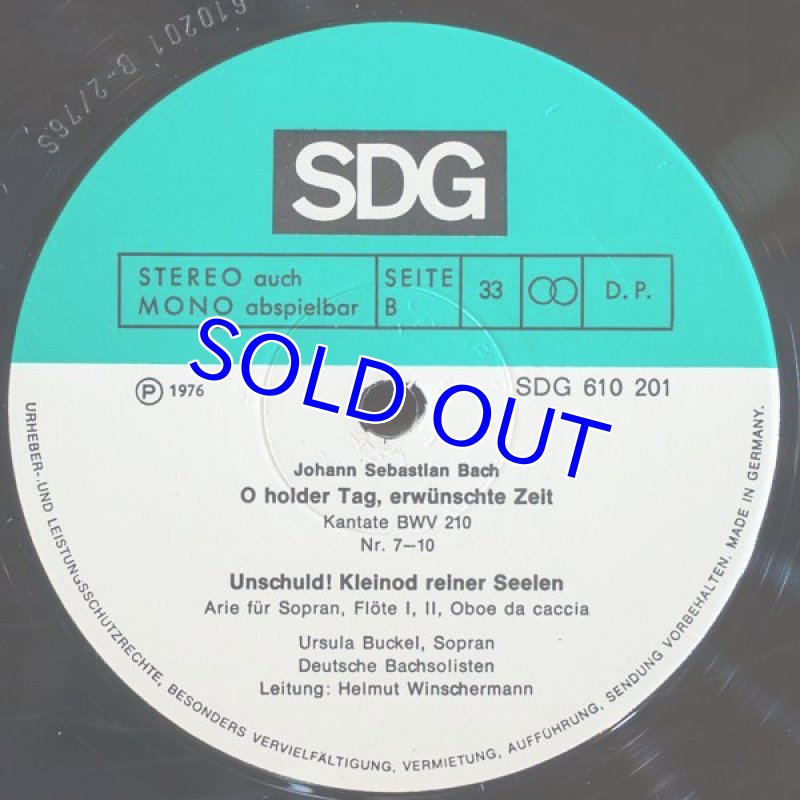 610201 B-2/76S,
SDG
STEREO auch
MONO abspielbar
SEITE
B
33
D. P.
P 1976
SDG 610 201
SOLD OUT
Johann Sebastian Bach
O holder Tag, erwünschte Zeit
Kantate BWV 210
Nr. 7–10
Unschuld! Kleinod reiner Seelen
Arie für Sopran, Flöte I, II, Oboe da caccia
Ursula Buckel, Sopran
Deutsche Bachsolisten
Leitung: Helmut Winschermann
URHEBER-.UND LEISTUNGSSCHUTZRECHTE, BESONDERS VERVIELFÄLTIGUNG, VERMIETUNG, AUFFÜHRUNG, SENDUNG VORBEHALTEN. MADE IN GERMANY.